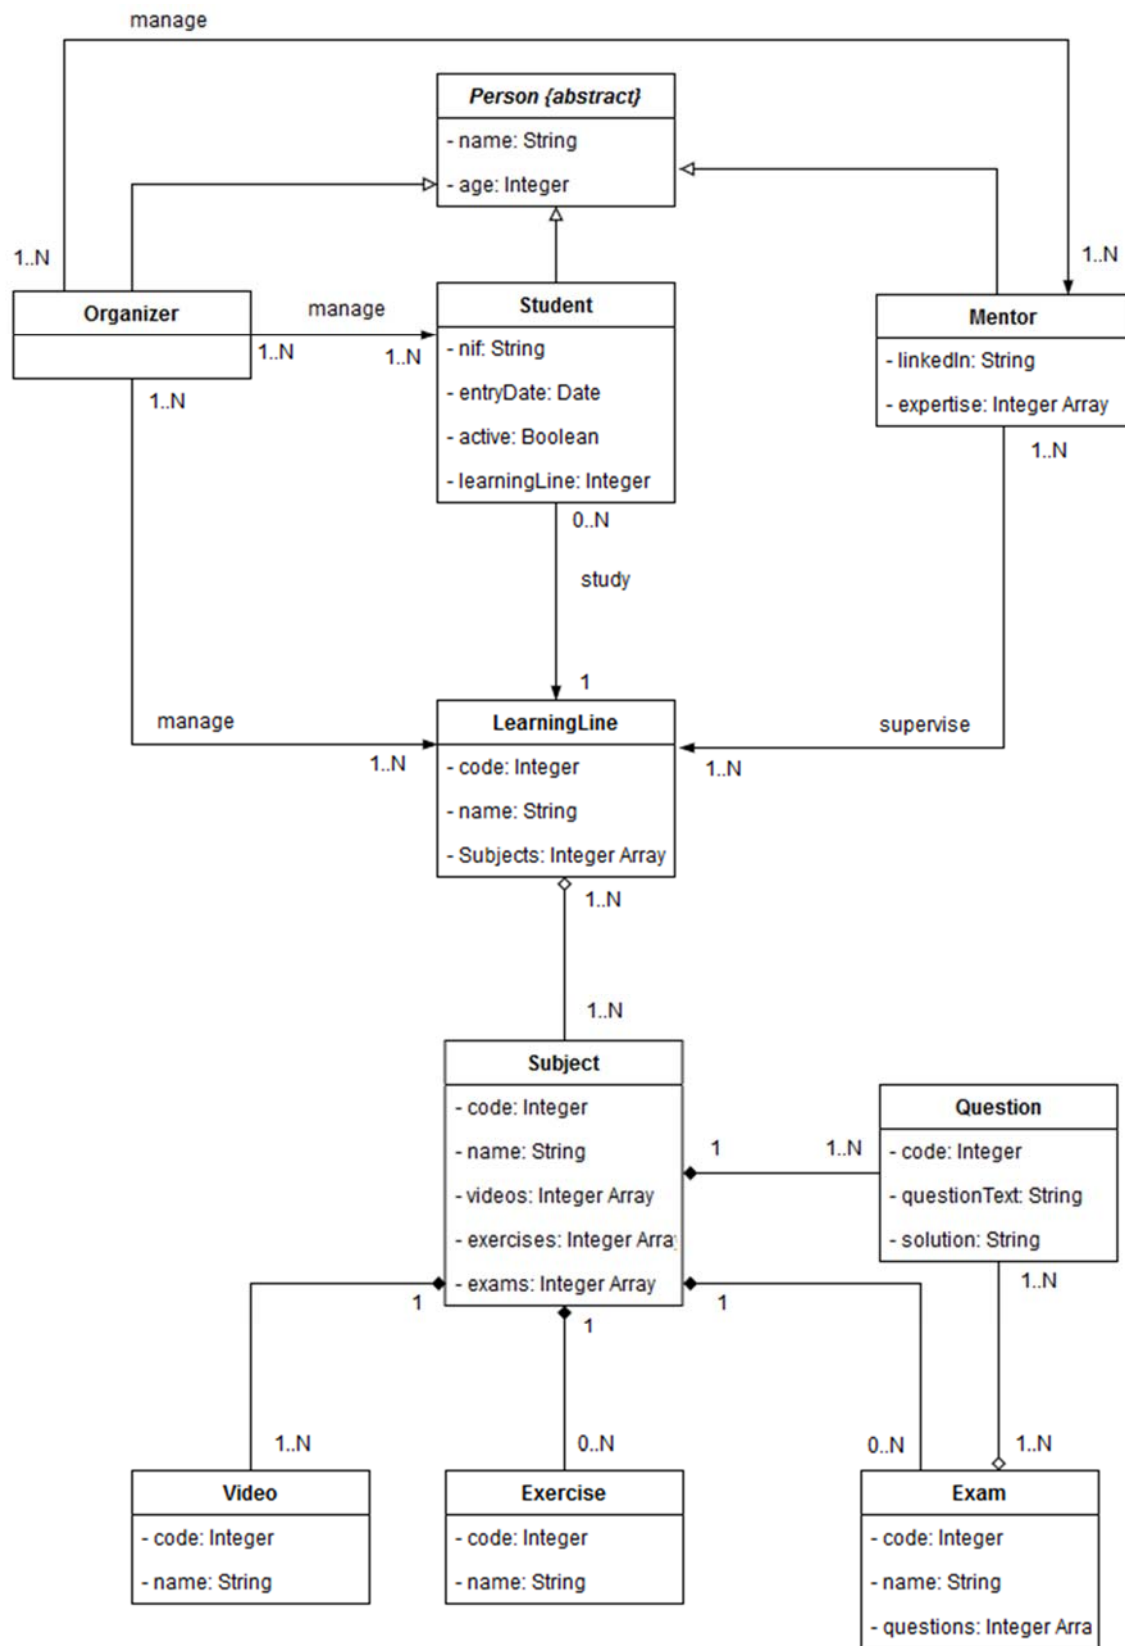 manage
Person {abstract}
- name: String
- age: Integer
1..N
1..N
Organizer
manage
1..N
1..N
1..N
Student
- nif: String
- entryDate: Date
- active: Boolean
- learningLine: Integer
0..N
Mentor
- linkedIn: String
- expertise: Integer Array
1..N
study
1
manage
1..N
supervise
1..N
LearningLine
- code: Integer
- name: String
- Subjects: Integer Array
1..N
1..N
Subject
- code: Integer
- name: String
- videos: Integer Array
- exercises: Integer Arra
- exams: Integer Array
1
1..N
Question
- code: Integer
- questionText: String
- solution: String
1..N
1
1
1
1..N
0..N
0..N
1..N
Video
- code: Integer
- name: String
Exercise
- code: Integer
- name: String
Exam
- code: Integer
- name: String
- questions: Integer Arra